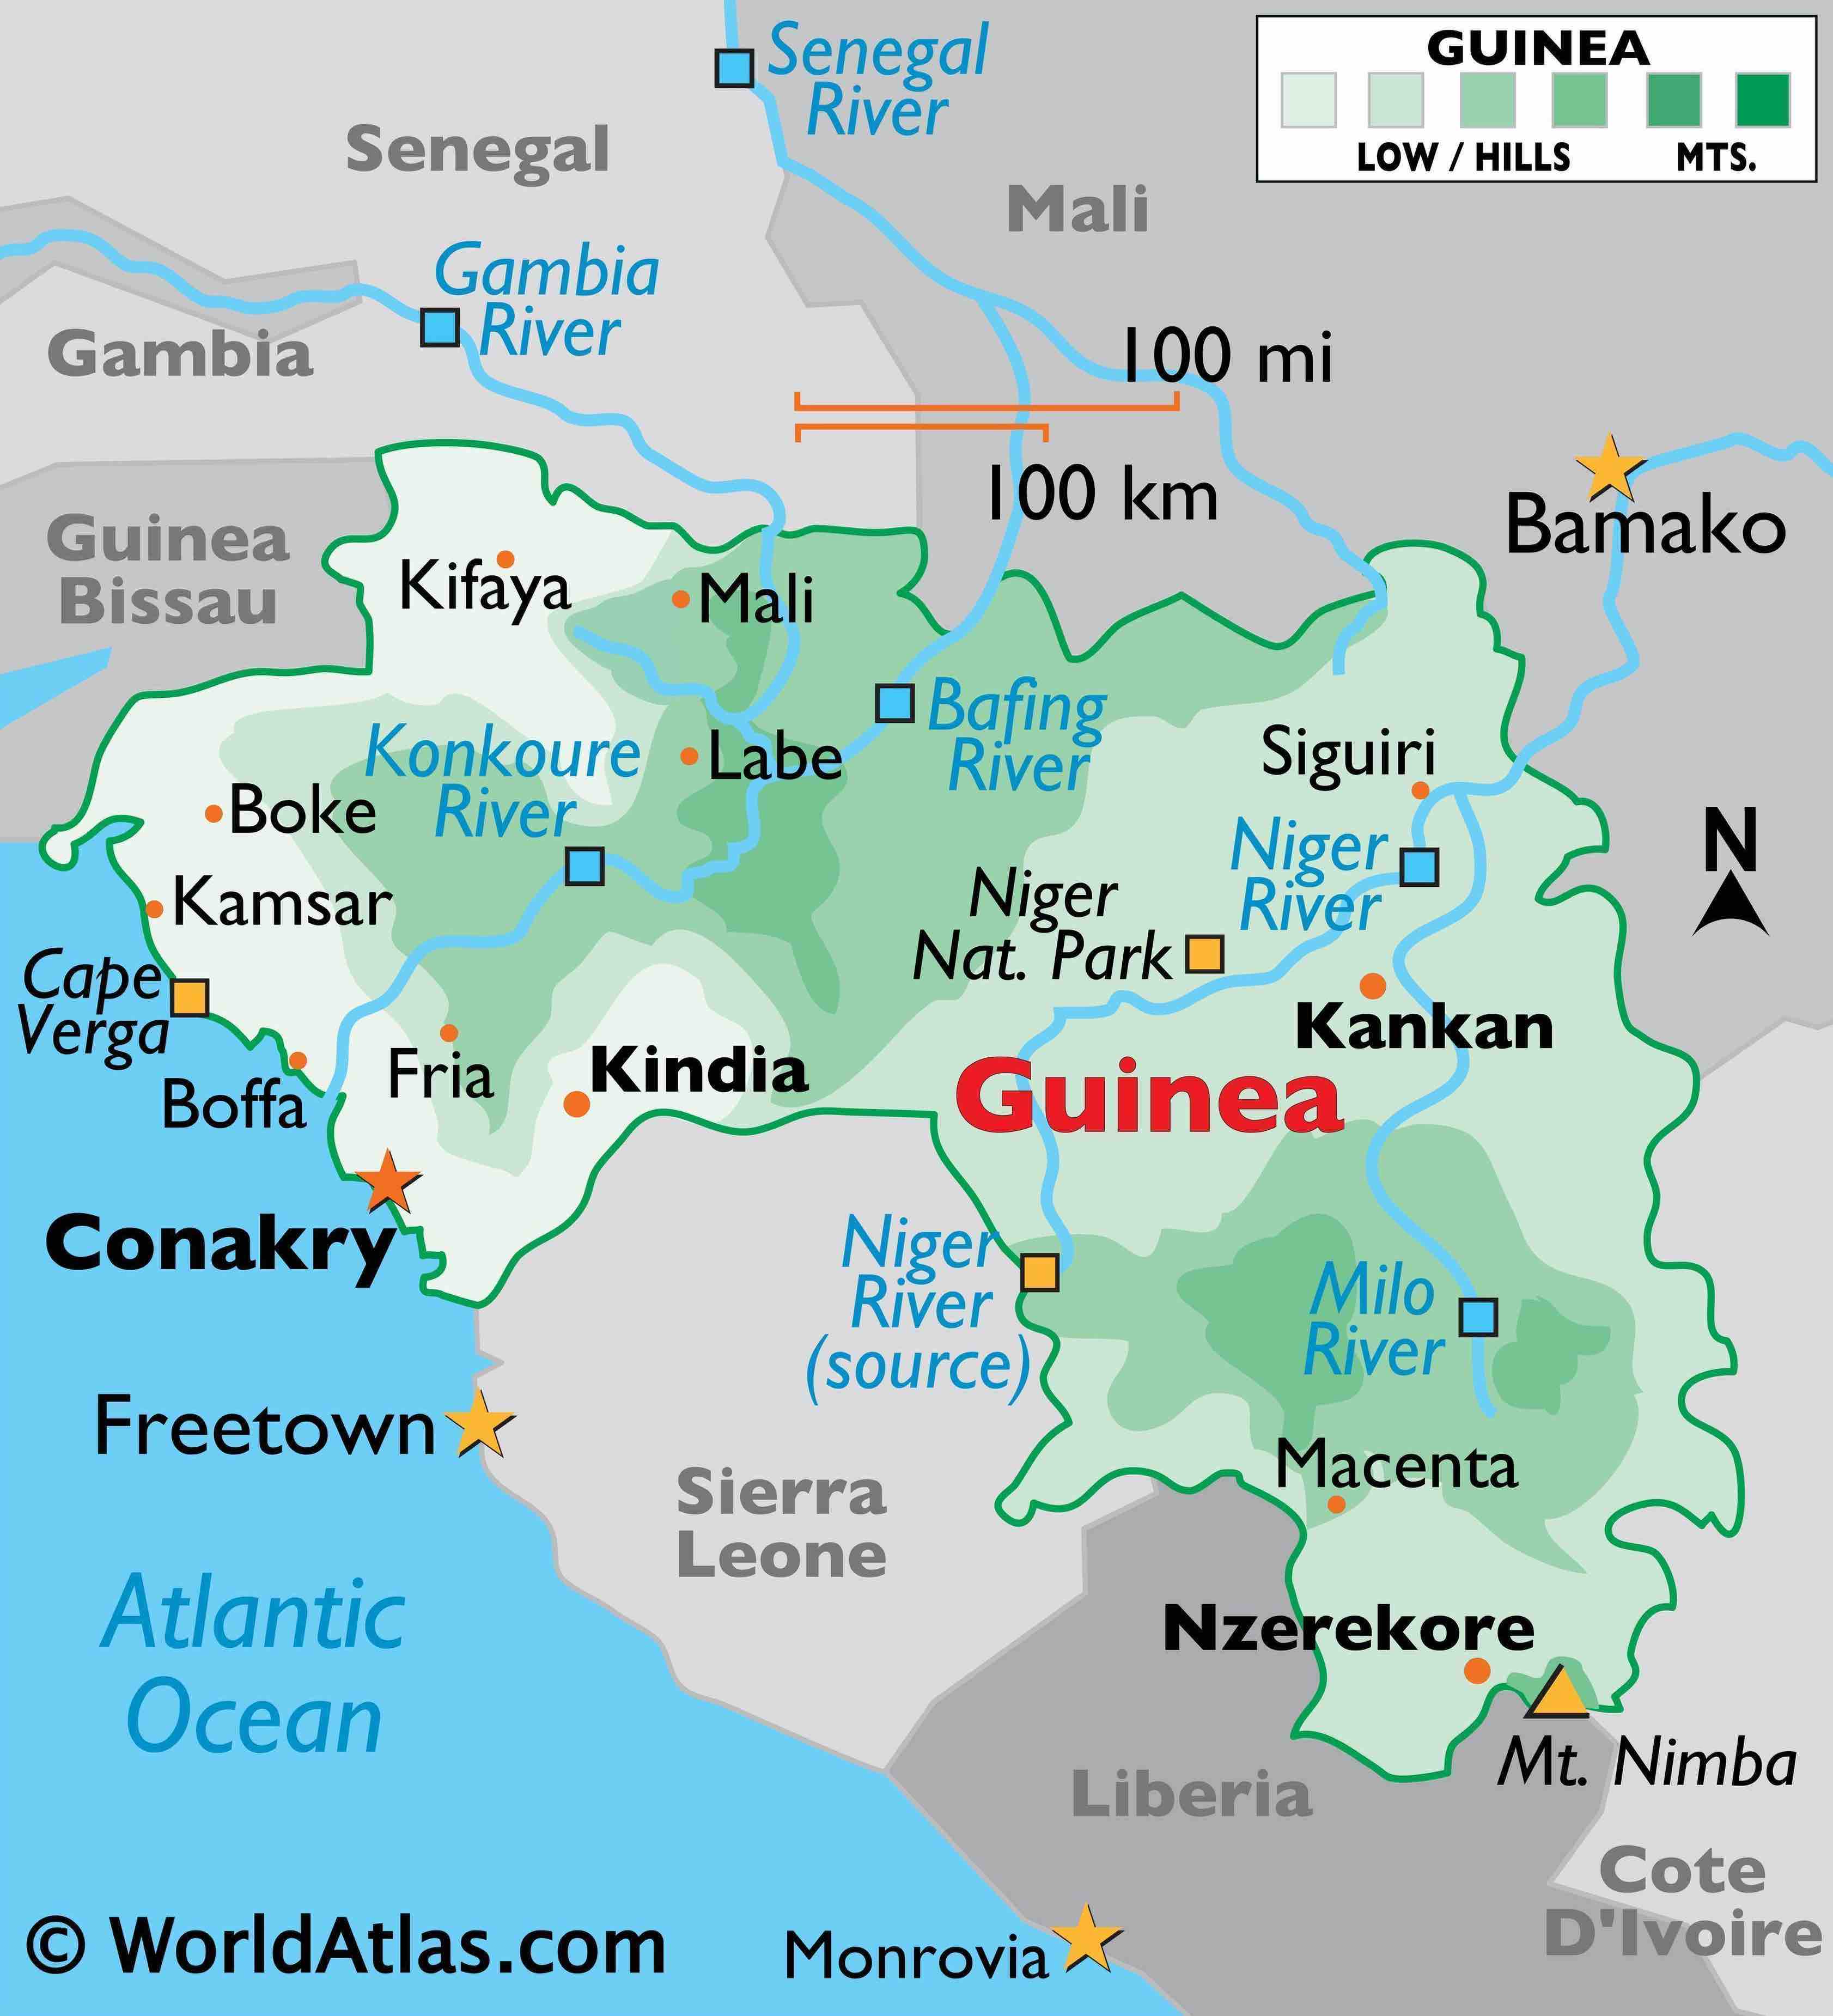 Senegal
River
GUINEA
LOW / HILLS
MTS.
Senegal
Mali
Gambia
River
Gambia
100 mi
100 km
Bamako
Guinea
Bissau
Kifaya
Mali
Bafing
River
Konkoure
River
Labe
Siguiri
Boke
Niger
River
N
Kamsar
Niger
Nat. Park
Cape
Verga
Kankan
Fria
Kindia
Guinea
Boffa
Conakry
Niger
River
(source)
Milo
River
Freetown
Macenta
Sierra
Leone
Atlantic
Ocean
Nzerekore
Mt. Nimba
Liberia
Cote
D'Ivoire
© WorldAtlas.com
Monrovia